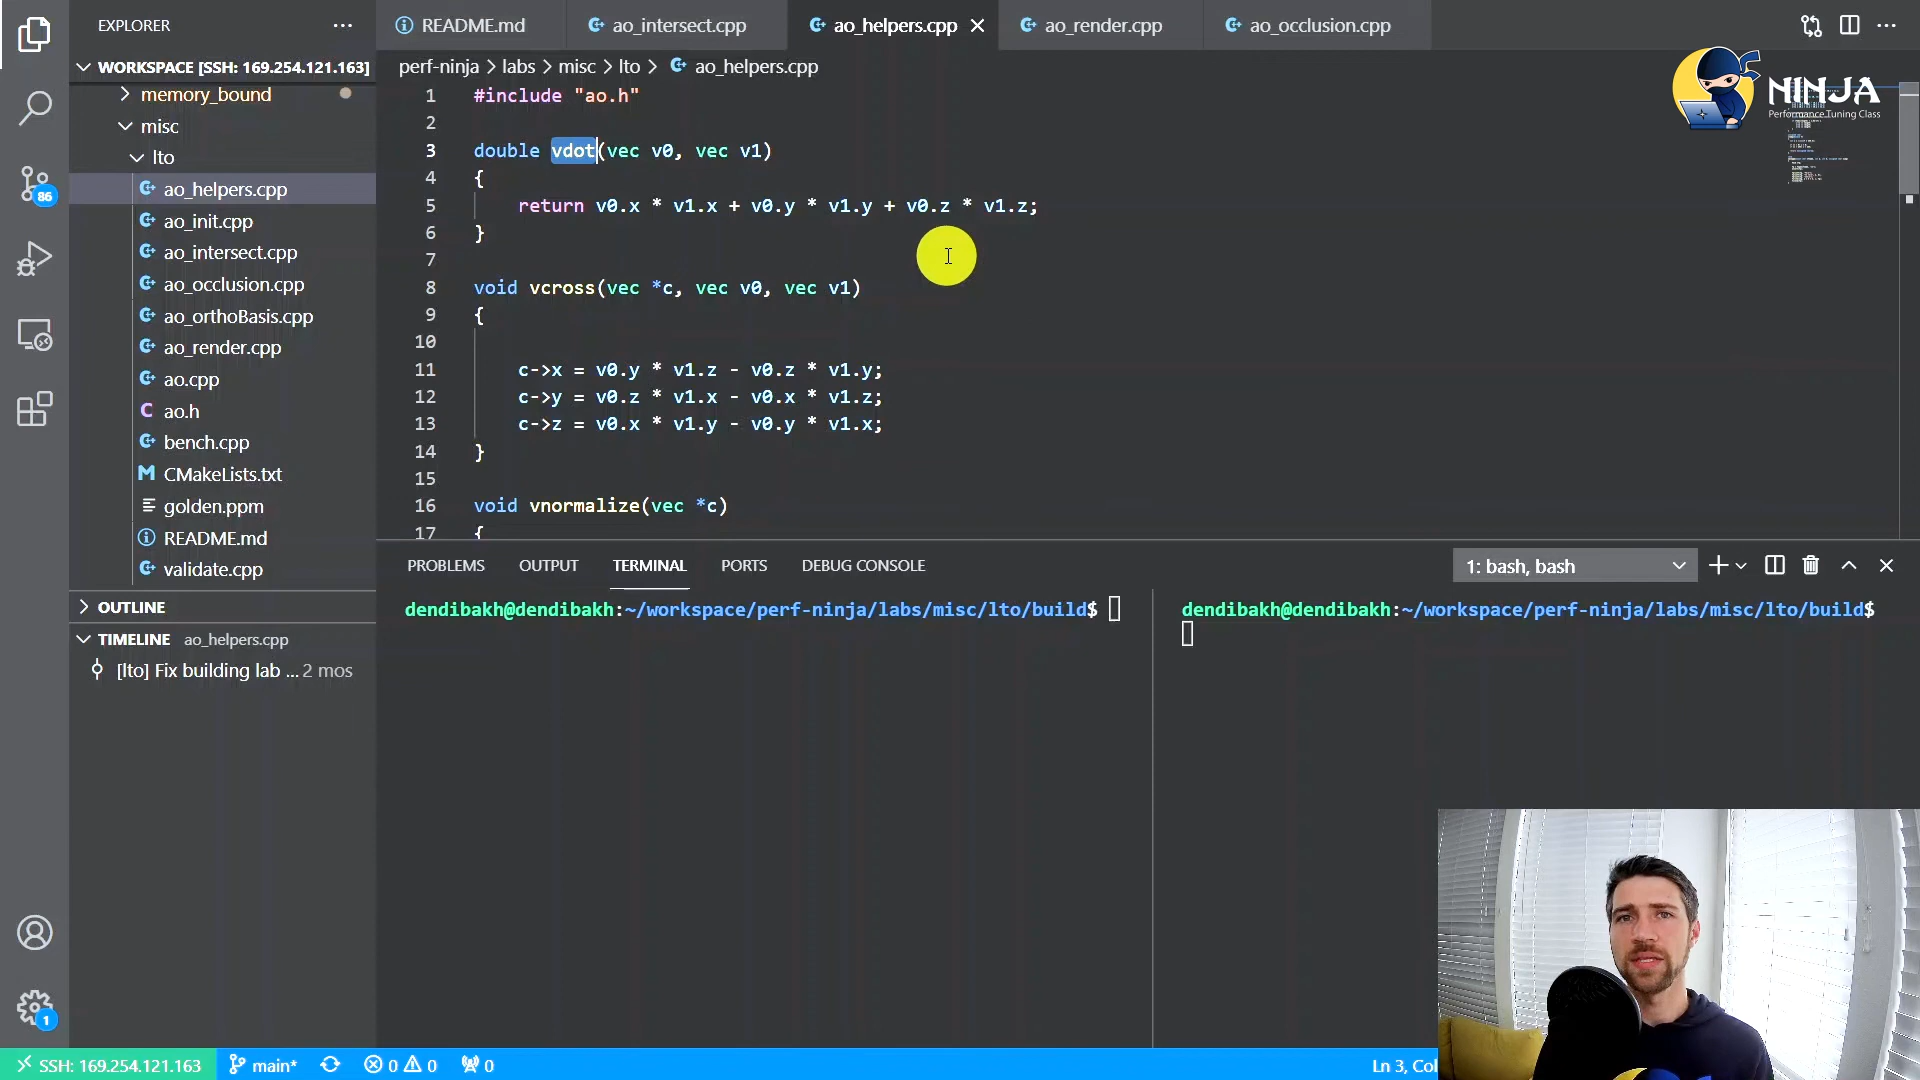 EXPLORER
WORKSPACE [SSH: 169.254.121.163]
memory_bound
misc
lto
ao_helpers.cpp
ao_init.cpp
ao_intersect.cpp
ao_occlusion.cpp
ao_orthoBasis.cpp
ao_render.cpp
ao.cpp
C ao.h
bench.cpp
M CMakeLists.txt
golden.ppm
README.md
validate.cpp
OUTLINE
TIMELINE ao_helpers.cpp
[lto] Fix building lab ... 2 mos
86
1
README.md ao_intersect.cpp ao_helpers.cpp ao_render.cpp ao_occlusion.cpp
perf-ninja > labs > misc > lto > ao_helpers.cpp
NINJA
Performance Tuning Class
1 #include "ao.h"
2
3 double vdot(vec v0, vec v1)
4 {
5 return v0.x * v1.x + v0.y * v1.y + v0.z * v1.z;
6 }
7
8 void vcross(vec *c, vec v0, vec v1)
9 {
10
11 c->x = v0.y * v1.z - v0.z * v1.y;
12 c->y = v0.z * v1.x - v0.x * v1.z;
13 c->z = v0.x * v1.y - v0.y * v1.x;
14 }
15
16 void vnormalize(vec *c)
17 {
PROBLEMS OUTPUT TERMINAL PORTS DEBUG CONSOLE
1: bash, bash
dendibakh@dendibakh:~/workspace/perf-ninja/labs/misc/lto/build$
dendibakh@dendibakh:~/workspace/perf-ninja/labs/misc/lto/build$
SSH: 169.254.121.163 main* 0 0 0
Ln 3, Col